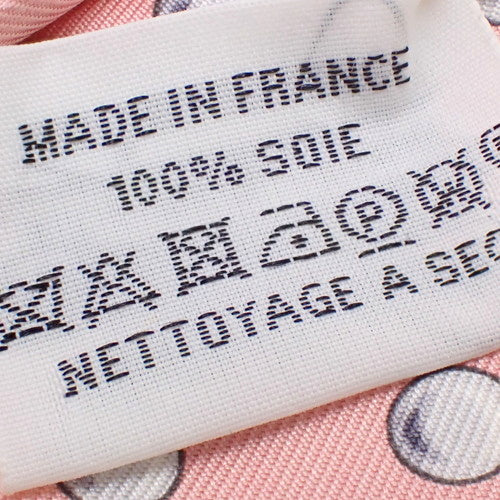 MADE IN FRANCE
100% SOIE
P
NETTOYAGE A SEC